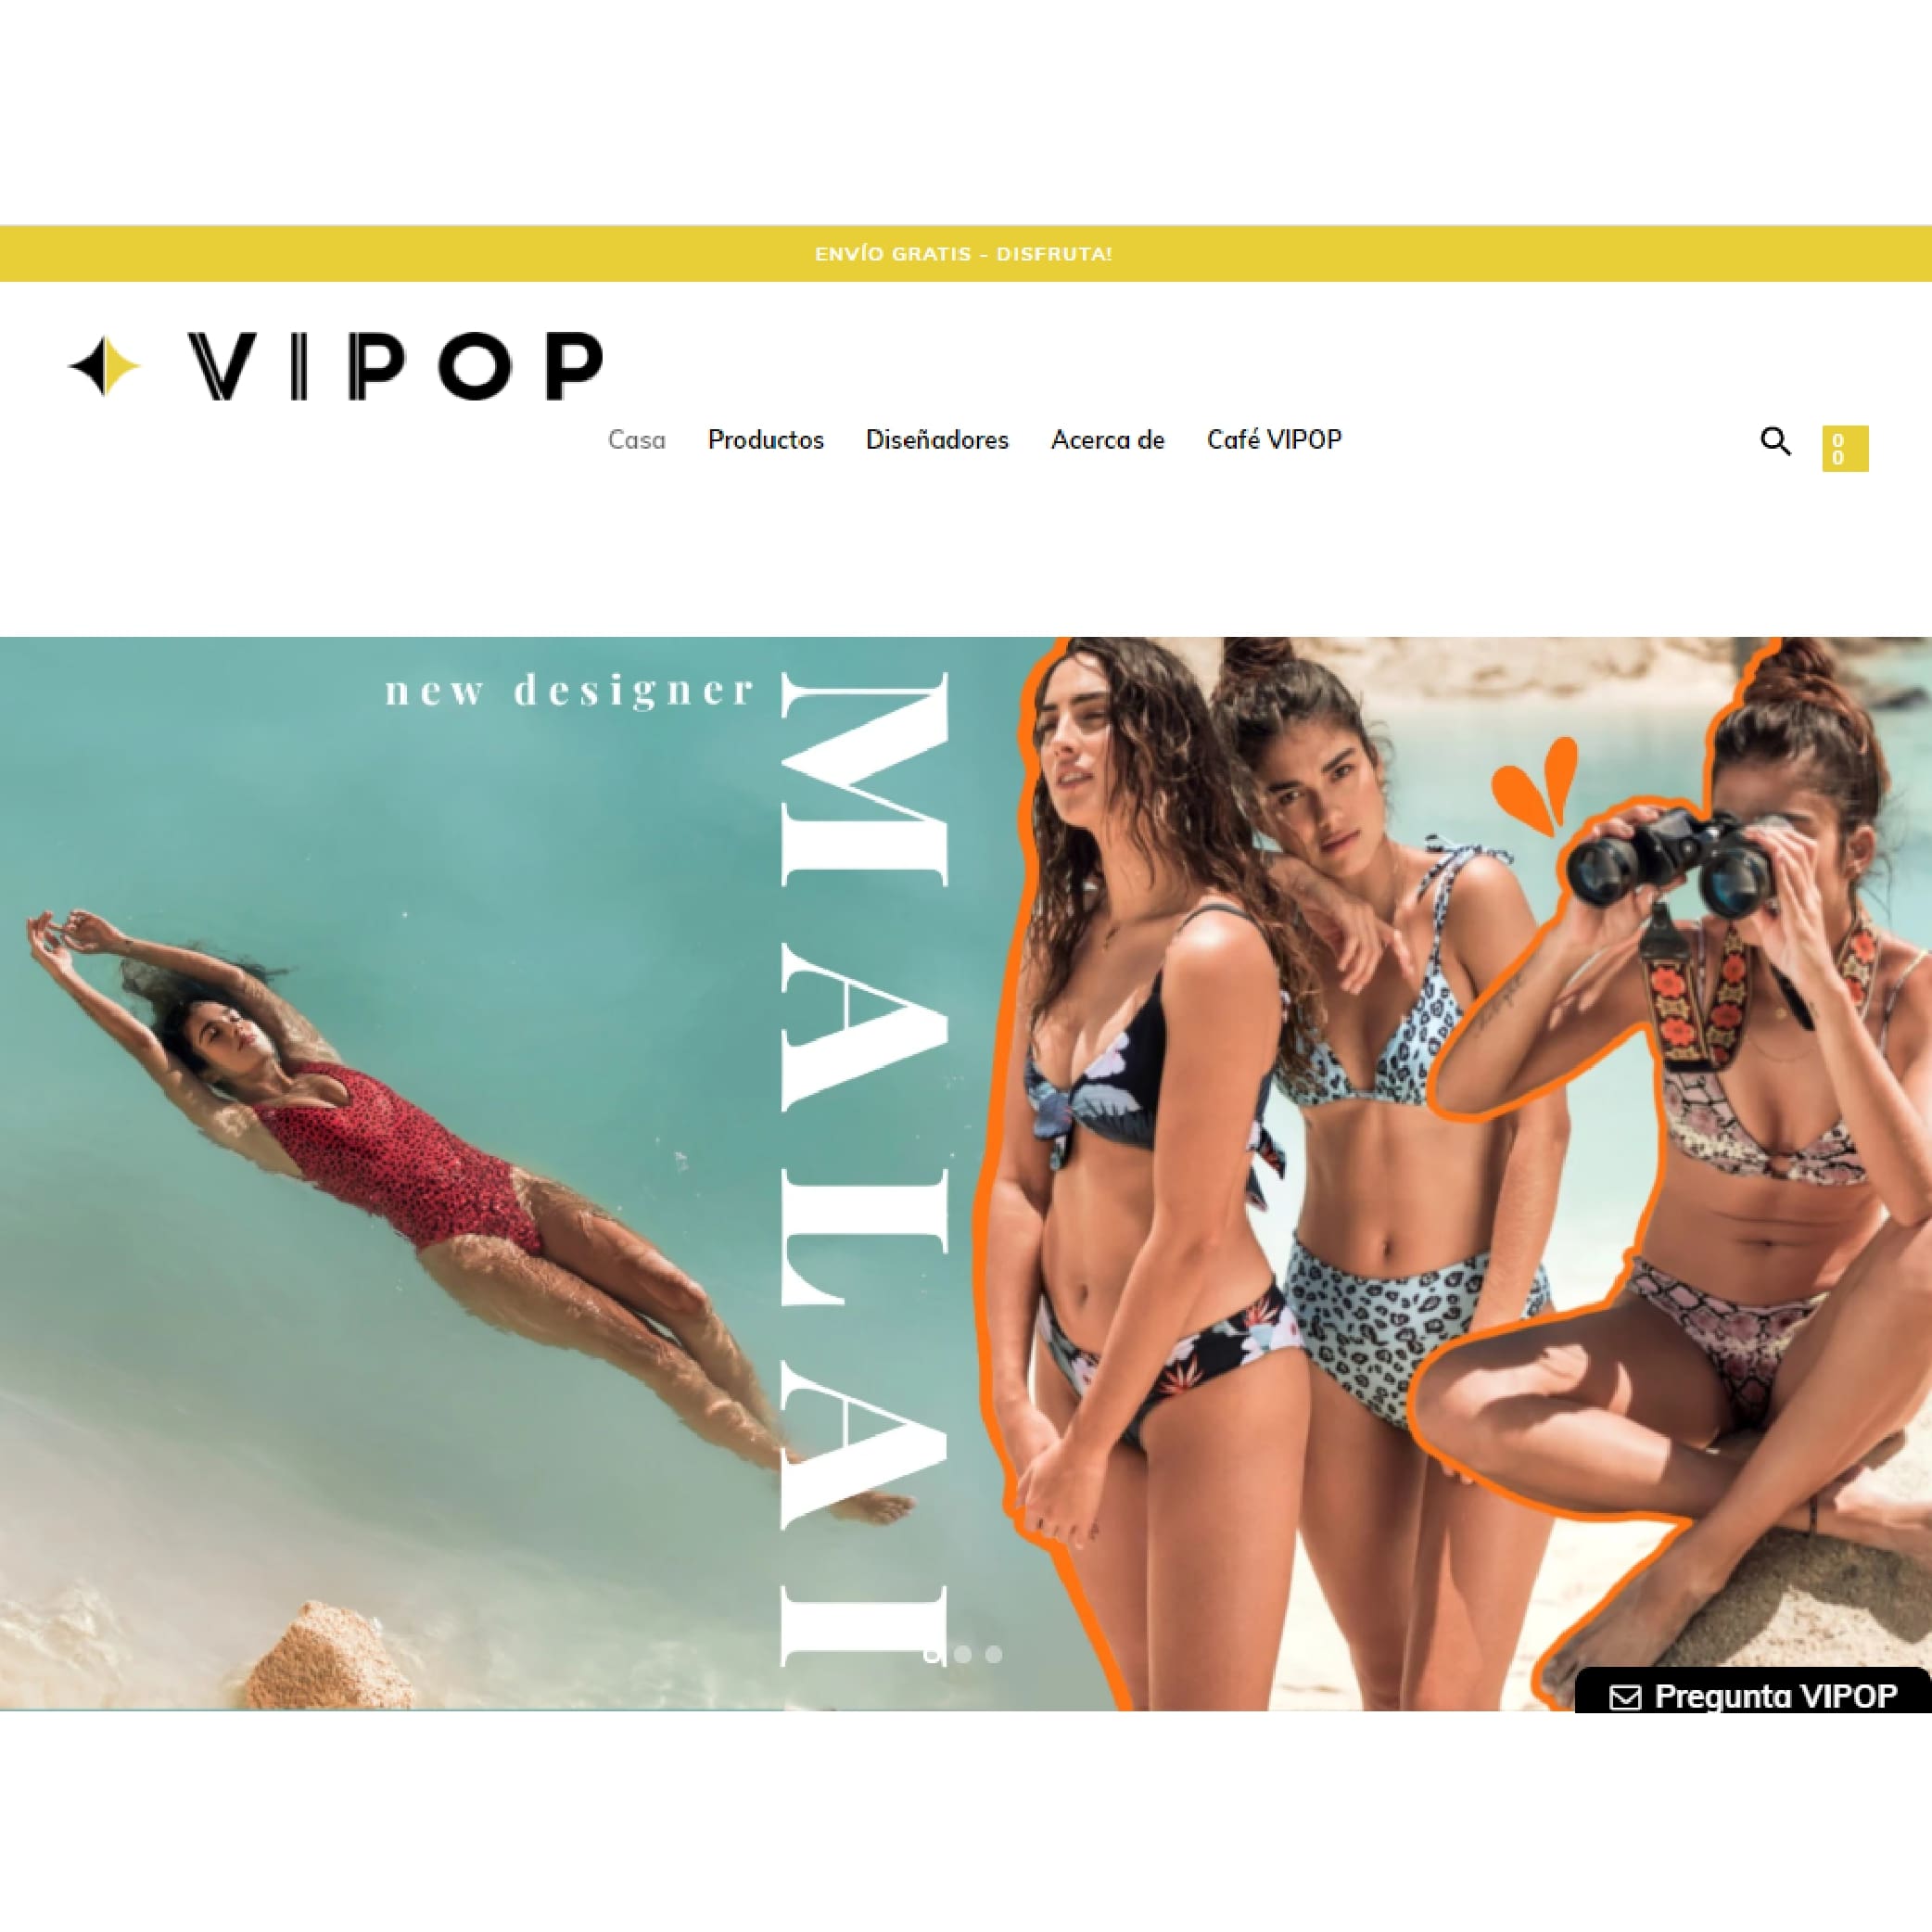 ENVÍO GRATIS - DISFRUTA!
VIPOP
Casa Productos Diseñadores Acerca de Café VIPOP
0
0
new designer
MALAI
Pregunta VIPOP